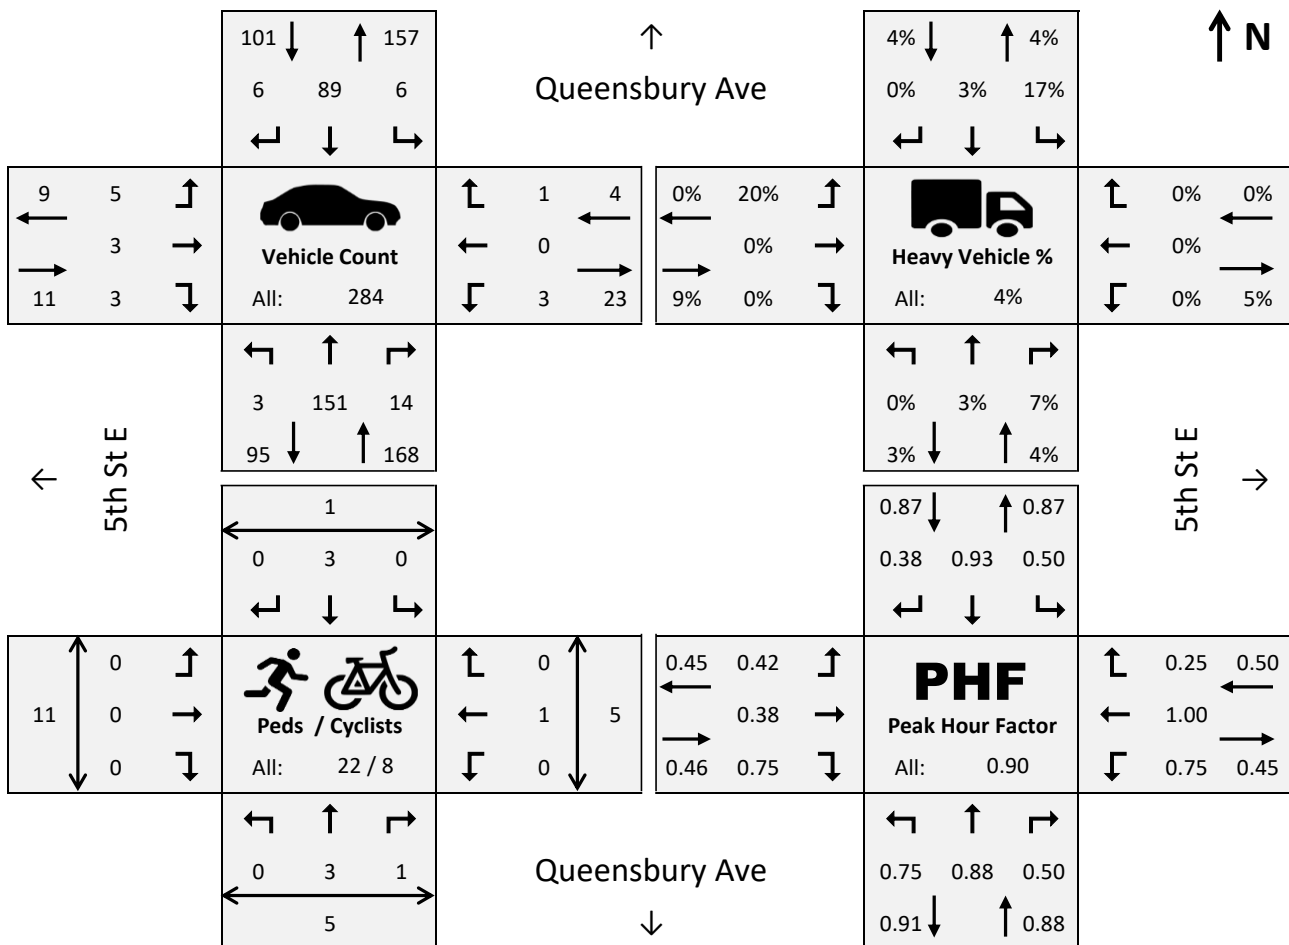 101 157 4% 4% N
6 89 6 Queensbury Ave 0% 3% 17%
9 5 1 4 0% 20% 0% 0%
3 Vehicle Count 0 0% Heavy Vehicle % 0%
11 3 All: 284 3 23 9% 0% All: 4% 0% 5%
3 151 14 0% 3% 7%
95 168 3% 4%
5th St E
5th St E
1 0.87 0.87
0 3 0 0.38 0.93 0.50
0 0 0.45 0.42 PHF 0.25 0.50
11 0 Peds / Cyclists 1 5 0.38 Peak Hour Factor 1.00
0 All: 22 / 8 0 0.46 0.75 All: 0.90 0.75 0.45
0 3 1 Queensbury Ave 0.75 0.88 0.50
5 0.91 0.88